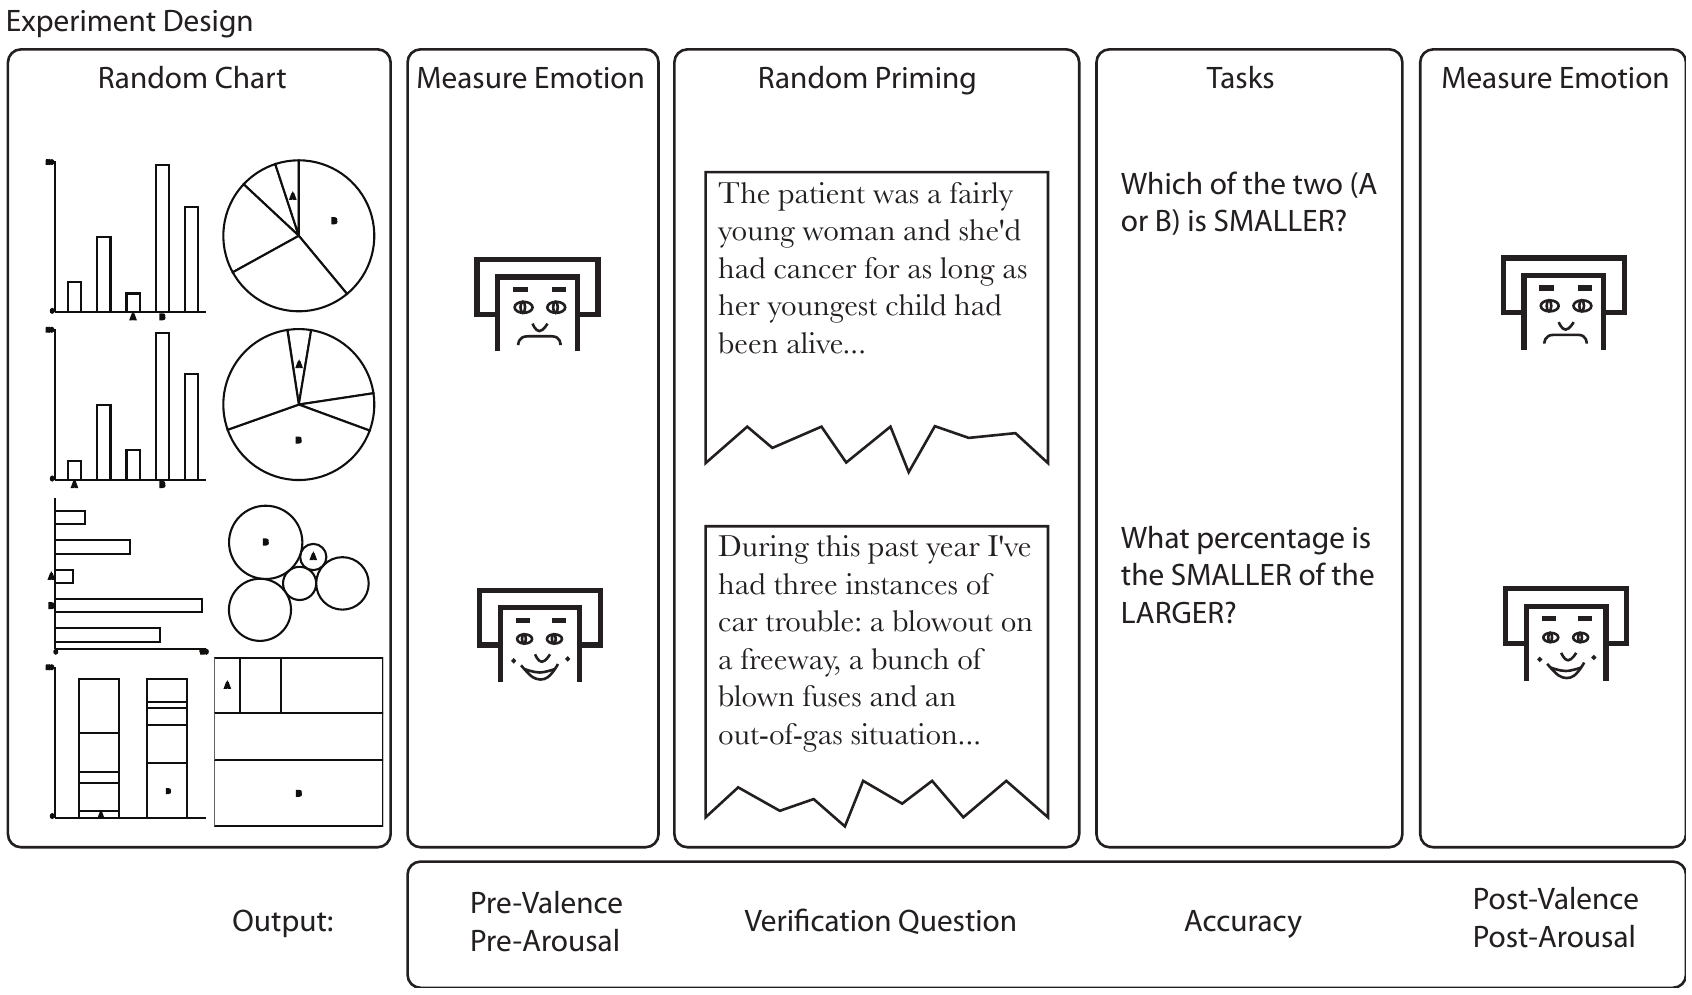 Experiment Design
Random Chart
Measure Emotion
Random Priming
Tasks
Measure Emotion
A
B
A
B
A
B
A
B
A
B
B
A
A
B
A
B
The patient was a fairly
young woman and she'd
had cancer for as long as
her youngest child had
been alive...
During this past year I've
had three instances of
car trouble: a blowout on
a freeway, a bunch of
blown fuses and an
out-of-gas situation...
Which of the two (A
or B) is SMALLER?
What percentage is
the SMALLER of the
LARGER?
Output:
Pre-Valence
Pre-Arousal
Verification Question
Accuracy
Post-Valence
Post-Arousal